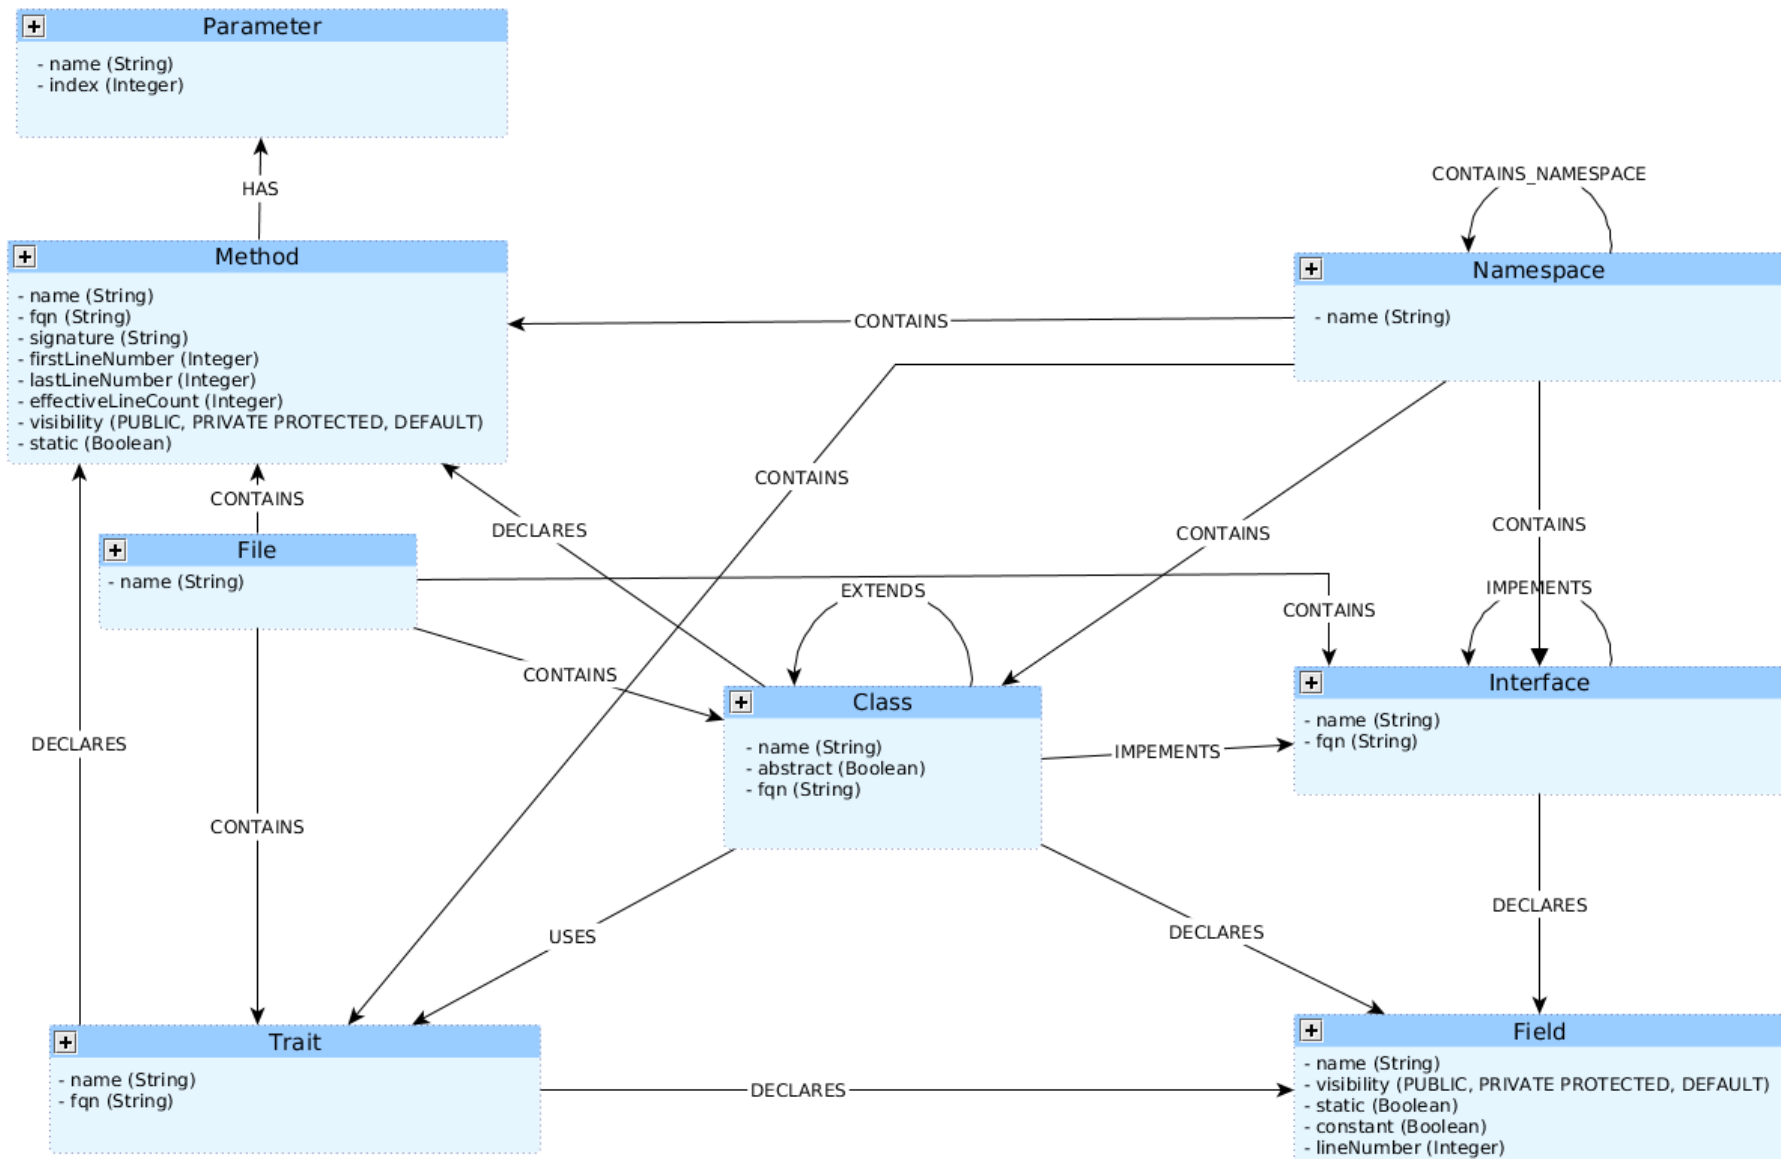 Parameter
- name (String)
- index (Integer)
HAS
CONTAINS_NAMESPACE
Method
- name (String)
- fqn (String)
- signature (String)
- firstLineNumber (Integer)
- lastLineNumber (Integer)
- effectiveLineCount (Integer)
- visibility (PUBLIC, PRIVATE PROTECTED, DEFAULT)
- static (Boolean)
Namespace
- name (String)
CONTAINS
CONTAINS
CONTAINS
DECLARES
CONTAINS
CONTAINS
File
- name (String)
EXTENDS
IMPEMENTS
CONTAINS
CONTAINS
DECLARES
Class
- name (String)
- abstract (Boolean)
- fqn (String)
IMPEMENTS
Interface
- name (String)
- fqn (String)
CONTAINS
USES
DECLARES
DECLARES
Trait
- name (String)
- fqn (String)
DECLARES
Field
- name (String)
- visibility (PUBLIC, PRIVATE PROTECTED, DEFAULT)
- static (Boolean)
- constant (Boolean)
- lineNumber (Integer)